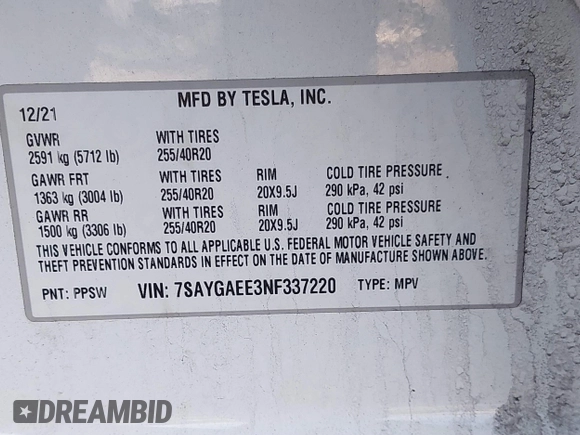 MFD BY TESLA, INC.
12/21
GVWR WITH TIRES
2591 kg (5712 lb) 255/40R20
GAWR FRT WITH TIRES RIM COLD TIRE PRESSURE
1363 kg (3004 lb) 255/40R20 20X9.5J 290 kPa, 42 psi
GAWR RR WITH TIRES RIM COLD TIRE PRESSURE
1500 kg (3306 lb) 255/40R20 20X9.5J 290 kPa, 42 psi
THIS VEHICLE CONFORMS TO ALL APPLICABLE U.S. FEDERAL MOTOR VEHICLE SAFETY AND
THEFT PREVENTION STANDARDS IN EFFECT ON THE DATE OF MANUFACTURE SHOWN ABOVE.
PNT: PPSW VIN: 7SAYGAEE3NF337220 TYPE: MPV
DREAMBID